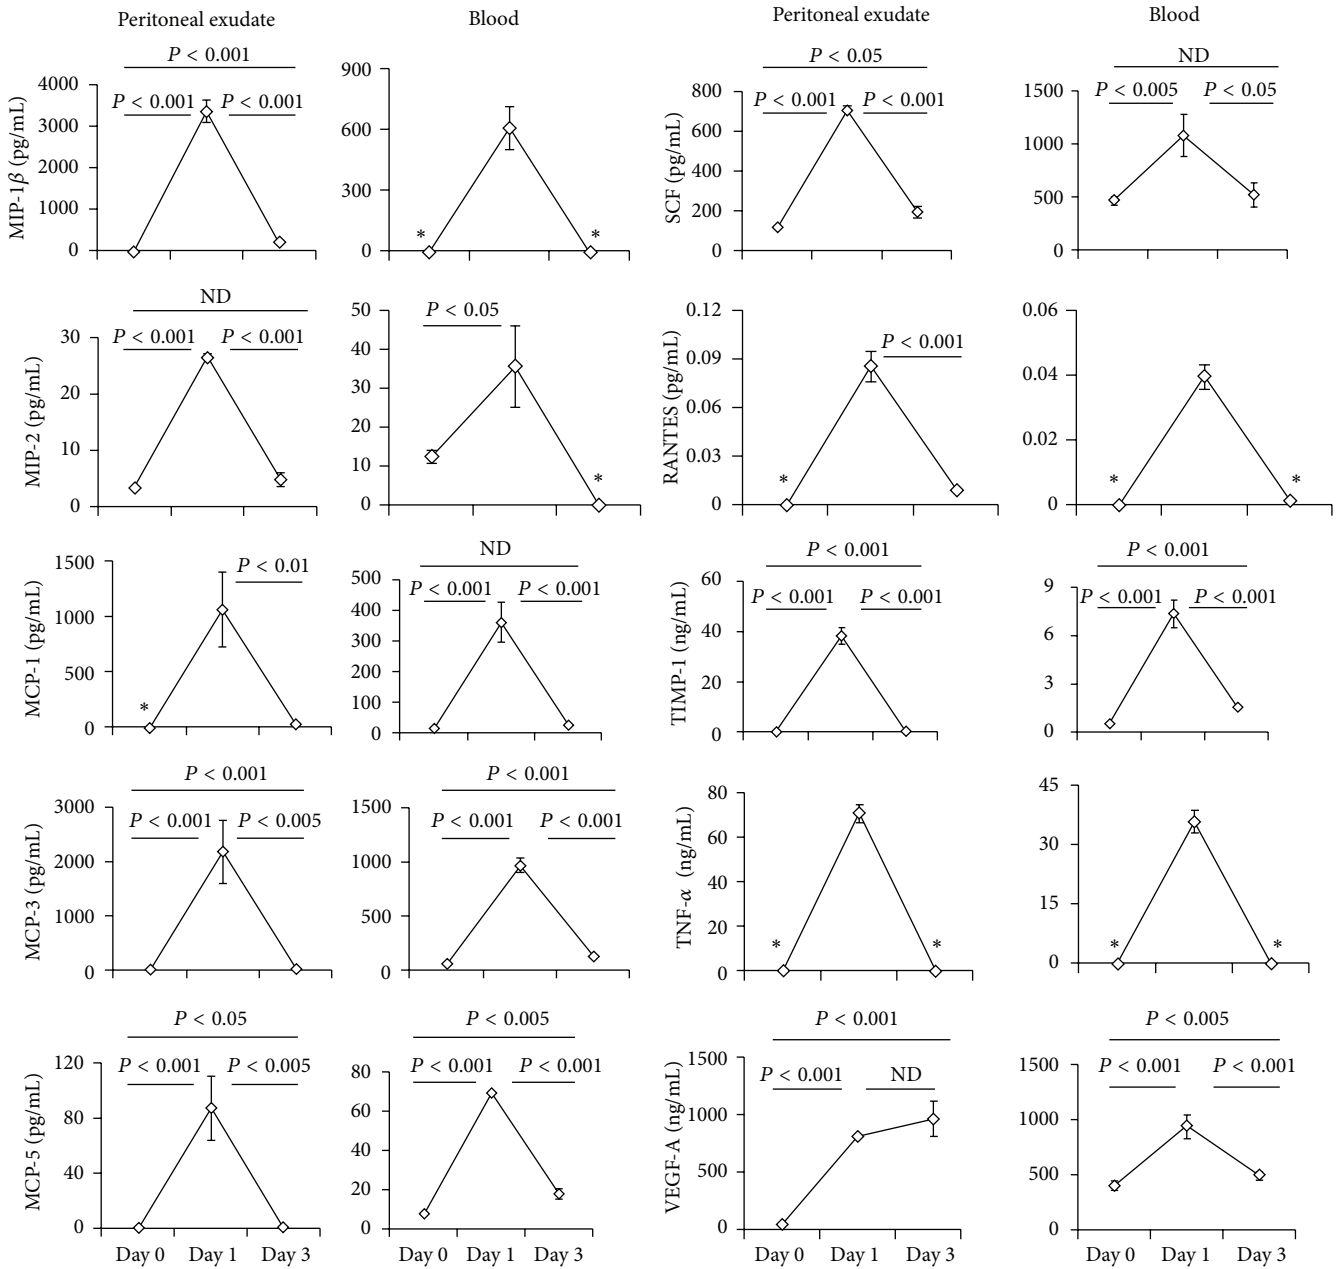 Peritoneal exudate
Blood
Peritoneal exudate
Blood
MIP-1β (pg/mL)
P < 0.001
P < 0.001 P < 0.001
4000
3000
2000
1000
0
900
600
300
0
*
*
SCF (pg/mL)
P < 0.05
P < 0.001 P < 0.001
800
600
400
200
0
ND
P < 0.005 P < 0.05
1500
1000
500
0
MIP-2 (pg/mL)
ND
P < 0.001 P < 0.001
30
20
10
0
P < 0.05
50
40
30
20
10
0
*
RANTES (pg/mL)
P < 0.001
0.12
0.09
0.06
0.03
0
*
0.06
0.04
0.02
0
*
*
MCP-1 (pg/mL)
P < 0.01
1500
1000
500
0
*
ND
P < 0.001 P < 0.001
500
400
300
200
100
0
TIMP-1 (ng/mL)
P < 0.001
P < 0.001 P < 0.001
60
40
20
0
P < 0.001
P < 0.001 P < 0.001
9
6
3
0
MCP-3 (pg/mL)
P < 0.001
P < 0.001 P < 0.005
3000
2000
1000
0
P < 0.001
P < 0.001 P < 0.001
1500
1000
500
0
TNF-α (ng/mL)
80
60
40
20
0
*
*
45
30
15
0
*
*
MCP-5 (pg/mL)
P < 0.05
P < 0.001 P < 0.005
120
80
40
0
Day 0 Day 1 Day 3
P < 0.005
P < 0.001 P < 0.001
80
60
40
20
0
Day 0 Day 1 Day 3
VEGF-A (ng/mL)
P < 0.001
P < 0.001 ND
1500
1000
500
0
Day 0 Day 1 Day 3
P < 0.005
P < 0.001 P < 0.001
1500
1000
500
0
Day 0 Day 1 Day 3